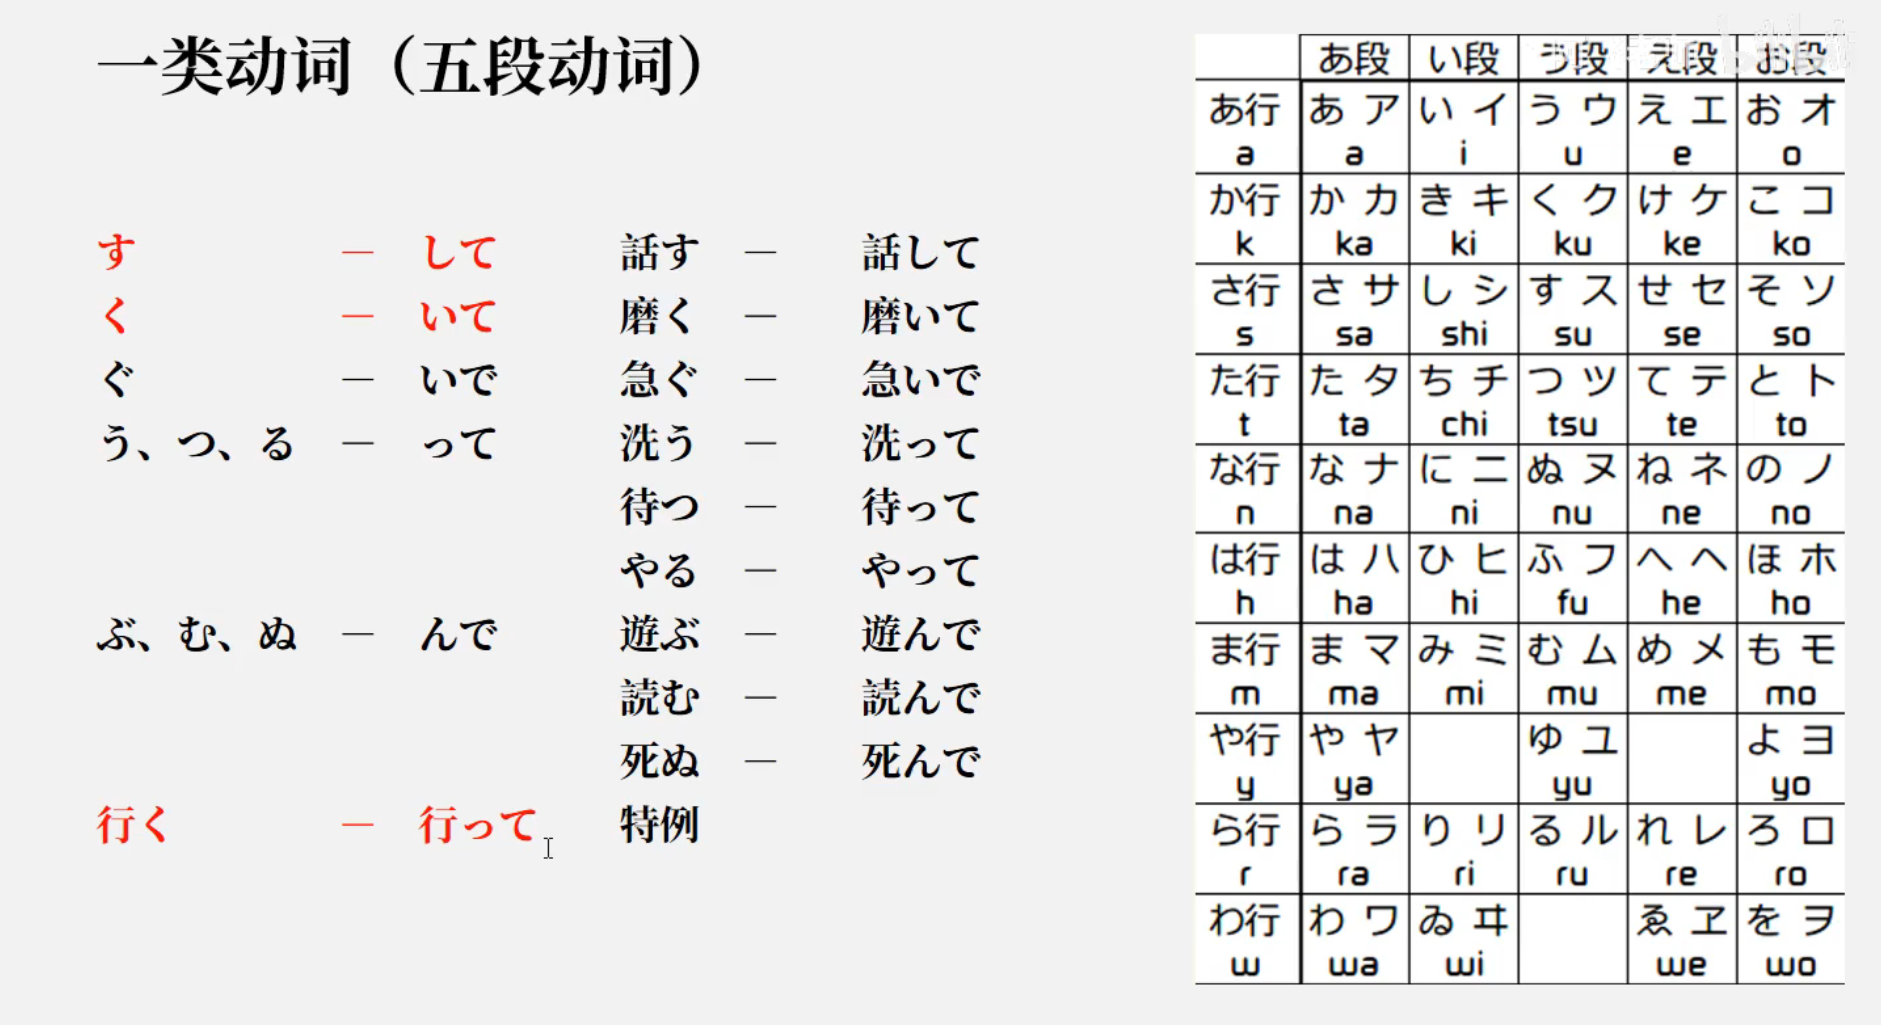 一类动词（五段动词）
す — して 話す — 話して
く — いて 磨く — 磨いて
ぐ — いで 急ぐ — 急いで
う、つ、る — って 洗う — 洗って
待つ — 待って
やる — やって
ぶ、む、ぬ — んで 遊ぶ — 遊んで
読む — 読んで
死ぬ — 死んで
行く — 行って 特例
あ段 い段 う段 え段 お段
あ行 あ ア い イ う ウ え エ お オ
a a i u e o
か行 か カ き キ く ク け ケ こ コ
k ka ki ku ke ko
さ行 さ サ し シ す ス せ セ そ ソ
s sa shi su se so
た行 た タ ち チ つ ツ て テ と ト
t ta chi tsu te to
な行 な ナ に ニ ぬ ヌ ね ネ の ノ
n na ni nu ne no
は行 は ハ ひ ヒ ふ フ へ ヘ ほ ホ
h ha hi fu he ho
ま行 ま マ み ミ む ム め メ も モ
m ma mi mu me mo
や行 や ヤ ゆ ユ よ ヨ
y ya yu yo
ら行 ら ラ り リ る ル れ レ ろ ロ
r ra ri ru re ro
わ行 わ ワ ゐ ヰ ゑ ヱ を ヲ
w wa wi we wo